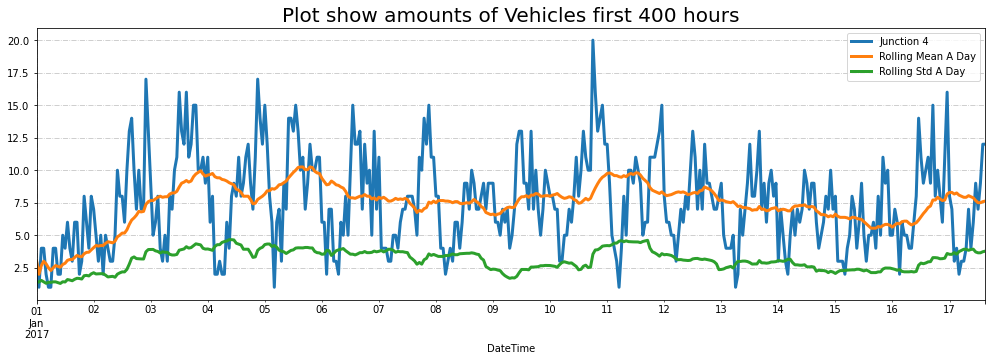 Plot show amounts of Vehicles first 400 hours
20.0
17.5
15.0
12.5
10.0
7.5
5.0
2.5
Junction 4
Rolling Mean A Day
Rolling Std A Day
01 02 03 04 05 06 07 08 09 10 11 12 13 14 15 16 17
Jan
2017
DateTime